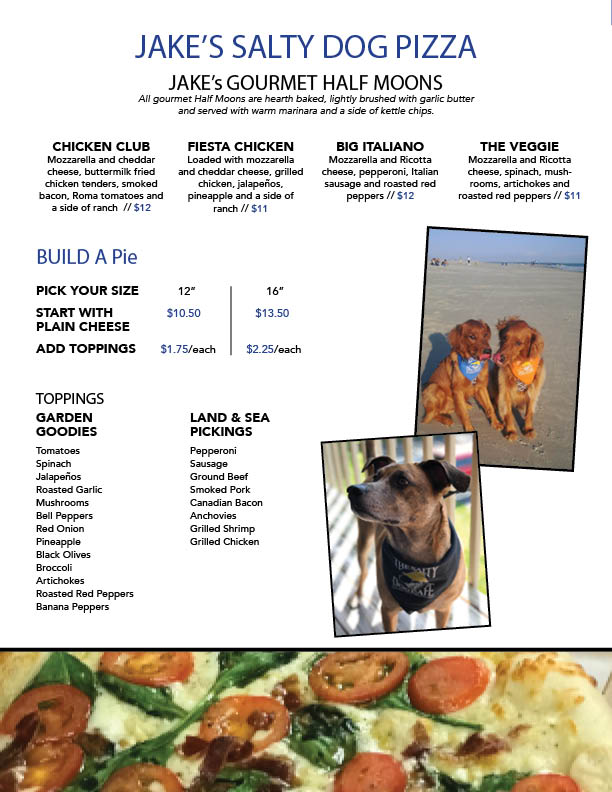 JAKE'S SALTY DOG PIZZA
JAKE's GOURMET HALF MOONS
All gourmet Half Moons are hearth baked, lightly brushed with garlic butter
and served with warm marinara and a side of kettle chips.
CHICKEN CLUB
Mozzarella and cheddar
cheese, buttermilk fried
chicken tenders, smoked
bacon, Roma tomatoes and
a side of ranch // $12
FIESTA CHICKEN
Loaded with mozzarella
and cheddar cheese, grilled
chicken, jalapeños,
pineapple and a side of
ranch // $11
BIG ITALIANO
Mozzarella and Ricotta
cheese, pepperoni, Italian
sausage and roasted red
peppers // $12
THE VEGGIE
Mozzarella and Ricotta
cheese, spinach, mush-
rooms, artichokes and
roasted red peppers // $11
BUILD A Pie
PICK YOUR SIZE 12” 16”
START WITH
PLAIN CHEESE $10.50 $13.50
ADD TOPPINGS $1.75/each $2.25/each
TOPPINGS
GARDEN
GOODIES
Tomatoes
Spinach
Jalapeños
Roasted Garlic
Mushrooms
Bell Peppers
Red Onion
Pineapple
Black Olives
Broccoli
Artichokes
Roasted Red Peppers
Banana Peppers
LAND & SEA
PICKINGS
Pepperoni
Sausage
Ground Beef
Smoked Pork
Canadian Bacon
Anchovies
Grilled Shrimp
Grilled Chicken
THE SALTY